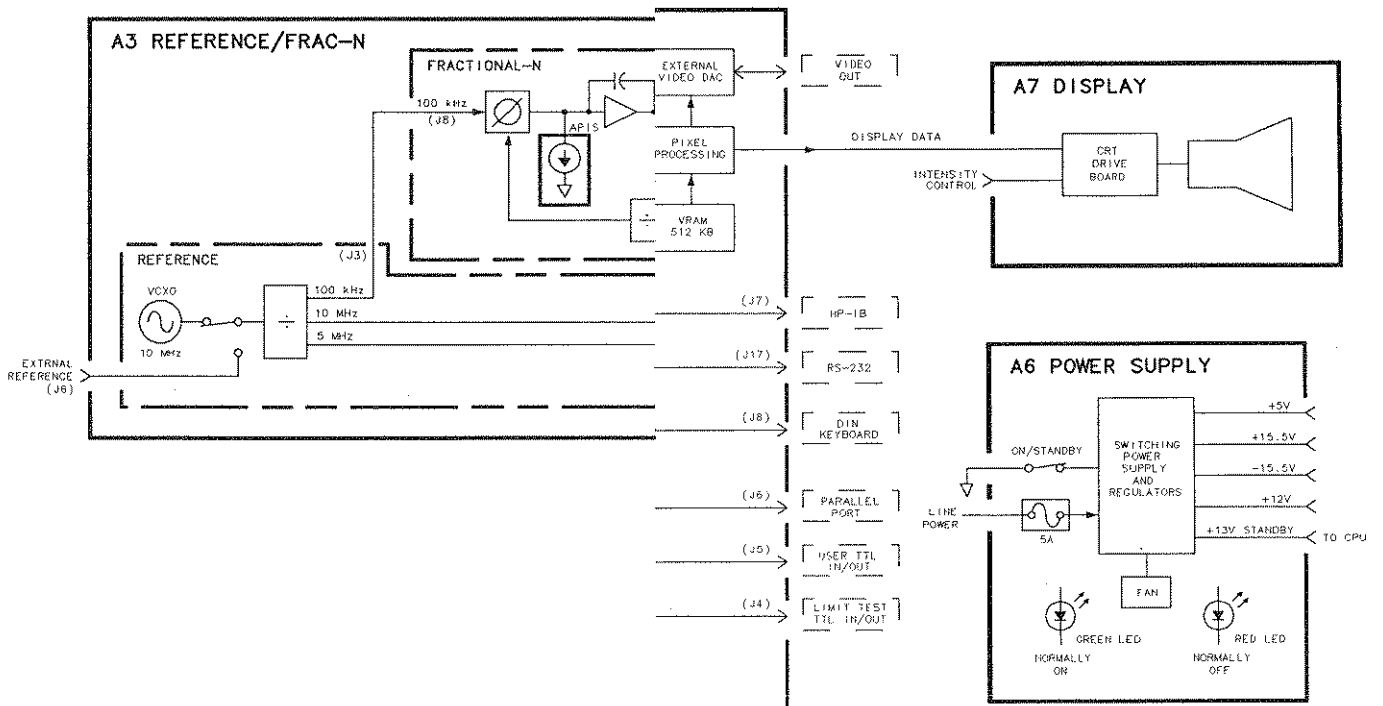 A3 REFERENCE/FRAC-N
FRACTIONAL-N
100 kHz
(J8)
APIS
÷
(J3)
REFERENCE
VCXO
10 MHz
÷
100 kHz
10 MHz
5 MHz
EXTRNAL
REFERENCE
(J6)
EXTERNAL
VIDEO DAC
PIXEL
PROCESSING
VRAM
512 KB
VIDEO
OUT
DISPLAY DATA
(J7)
HP-IB
(J17)
RS-232
(J8)
DIN
KEYBOARD
(J6)
PARALLEL
PORT
(J5)
USER TTL
IN/OUT
(J4)
LIMIT TEST
TTL IN/OUT
A7 DISPLAY
CRT
DRIVE
BOARD
INTENSITY
CONTROL
A6 POWER SUPPLY
SWITCHING
POWER
SUPPLY
AND
REGULATORS
ON/STANDBY
LINE
POWER
5A
+5V
+15.5V
-15.5V
+12V
+13V STANDBY
TO CPU
FAN
GREEN LED
NORMALLY
ON
RED LED
NORMALLY
OFF